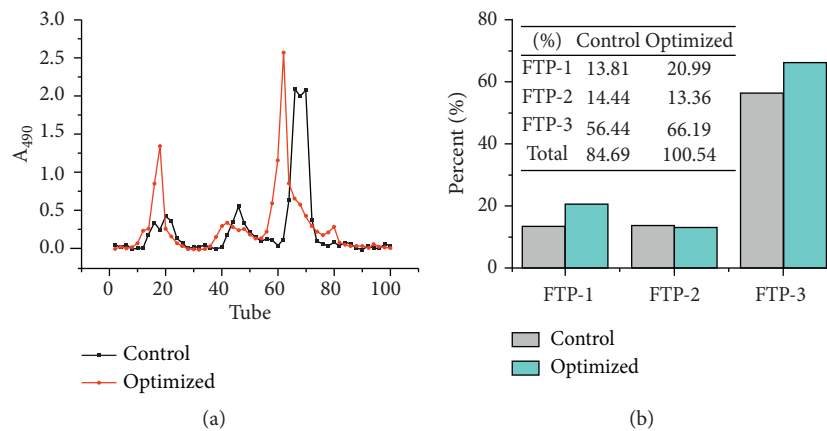 3.0
2.5
2.0
1.5
1.0
0.5
0.0
A490
0 20 40 60 80 100
Tube
Control
Optimized
(a)
80
60
40
20
0
Percent (%)
(%) Control Optimized
FTP-1 13.81 20.99
FTP-2 14.44 13.36
FTP-3 56.44 66.19
Total 84.69 100.54
FTP-1 FTP-2 FTP-3
Control
Optimized
(b)